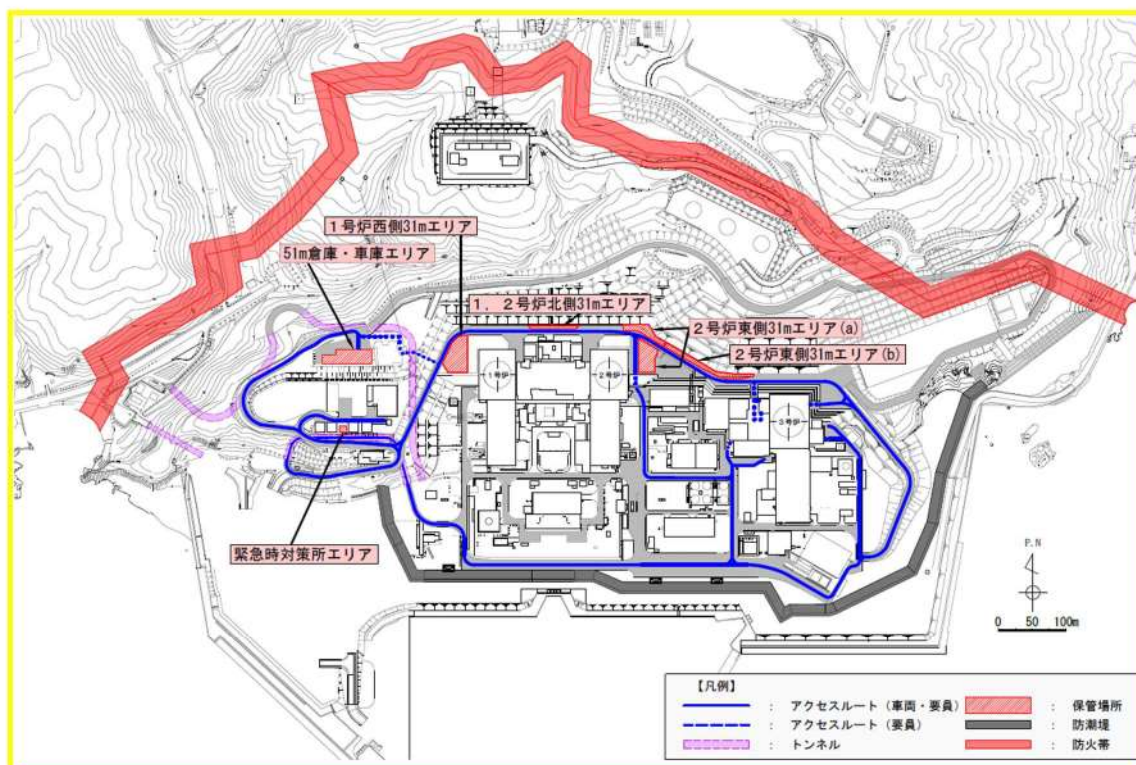 1号炉西側31mエリア
51m倉庫・車庫エリア
1,2号炉北側31mエリア
2号炉東側31mエリア(a)
2号炉東側31mエリア(b)
1号炉
2号炉
3号炉
緊急時対策所エリア
P.N
0 50 100m
【凡例】
: アクセスルート(車両・要員)
: 保管場所
: アクセスルート(要員)
: 防潮堤
: トンネル
: 防火帯